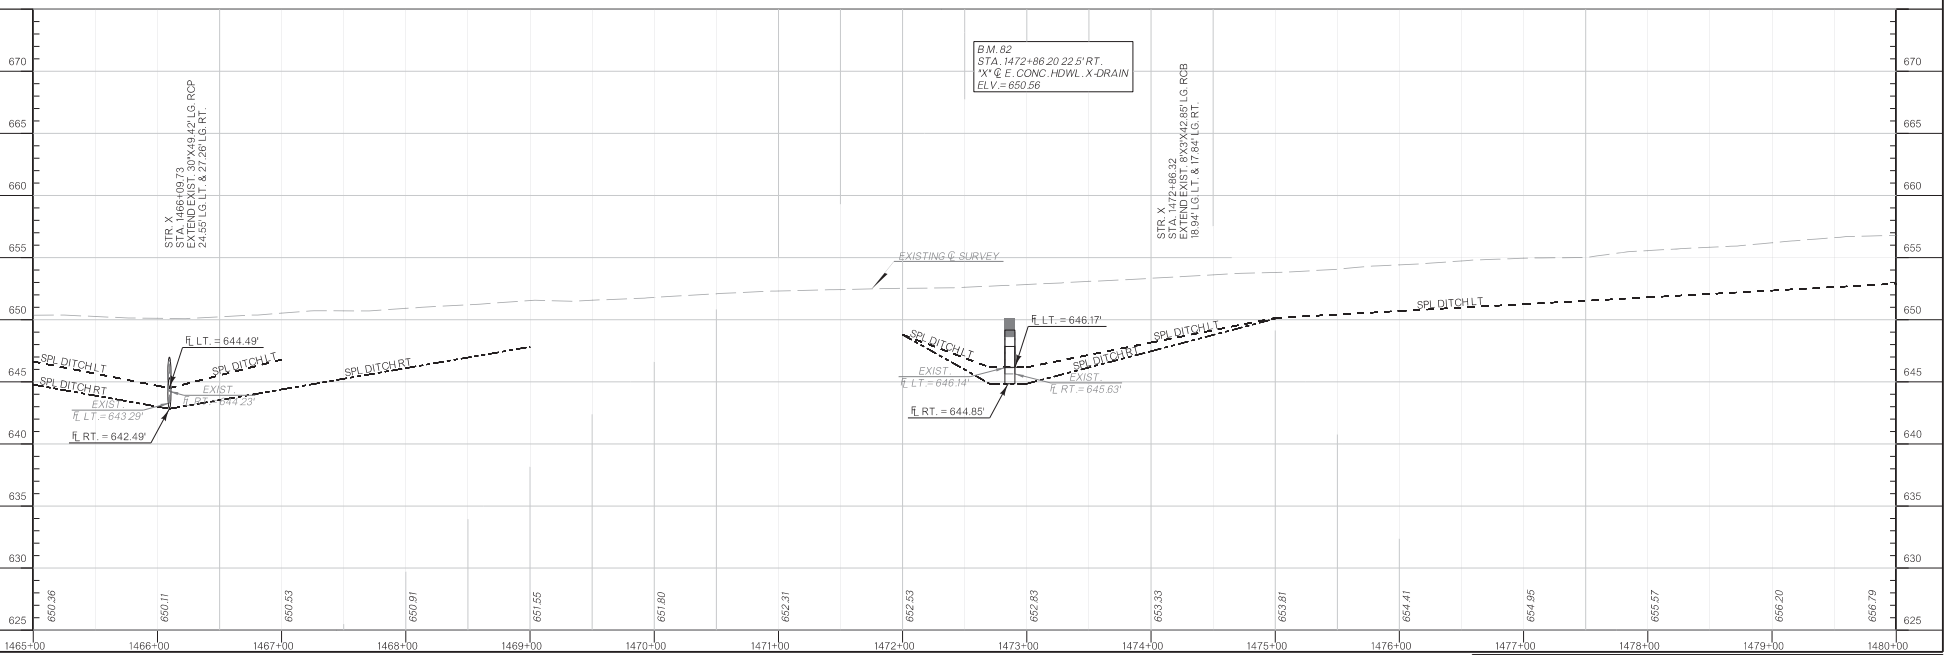 B.M. 82
STA. 1472+86.20 22.5' RT.
"X" ℄ E. CONC. HDWL. X-DRAIN
ELV.= 650.56
670
670
665
665
660
660
655
655
650
650
645
645
640
640
635
635
630
630
625
625
STR. X
STA. 1466+09.73
EXTEND EXIST. 30"X49.42' LG. RCP
24.55' LG. LT. & 27.26' LG. RT.
STR. X
STA. 1472+86.32
EXTEND EXIST. 8'X3'X42.85' LG. RCB
18.94' LG. LT. & 17.84' LG. RT.
EXISTING ℄ SURVEY
FL LT. = 644.49'
SPL DITCH LT
SPL DITCH RT
SPL DITCH LT
SPL DITCH RT
EXIST.
FL LT. = 643.29'
EXIST.
FL RT. = 644.23'
FL RT. = 642.49'
FL LT. = 646.17'
SPL DITCH LT
SPL DITCH LT
SPL DITCH RT
EXIST.
FL LT. = 646.14'
EXIST.
FL RT. = 645.63'
FL RT. = 644.85'
SPL DITCH LT
650.36
650.11
650.53
650.91
651.55
651.80
652.31
652.53
652.83
653.33
653.81
654.41
654.95
655.57
656.20
656.79
1465+00
1466+00
1467+00
1468+00
1469+00
1470+00
1471+00
1472+00
1473+00
1474+00
1475+00
1476+00
1477+00
1478+00
1479+00
1480+00